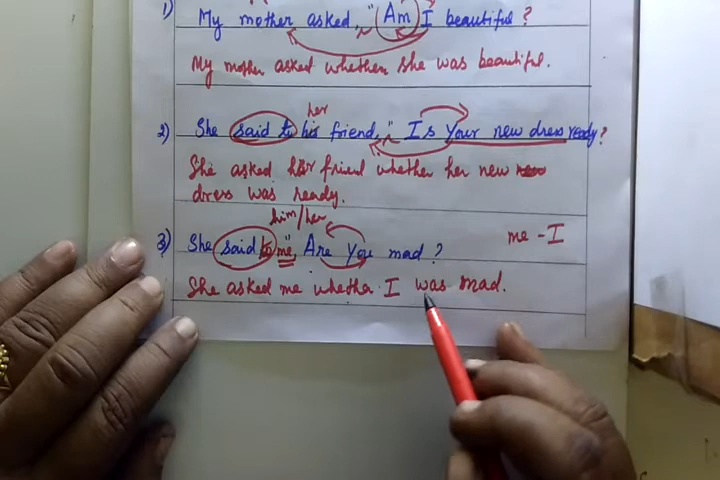 1) My mother asked, "Am I beautiful?
My mother asked whether she was beautiful.
her
2) She said to his friend, "Is your new dress ready?
She asked her friend whether her new
dress was ready.
him/her
3) She said to me "Are you mad? me - I
She asked me whether I was mad.